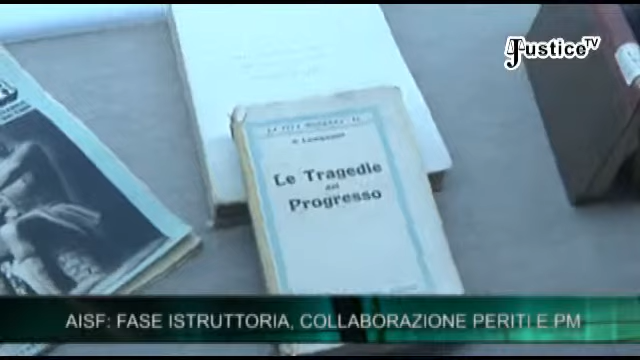 Justice TV
Le Tragedie
del
Progresso
AISF: FASE ISTRUTTORIA, COLLABORAZIONE PERITI E PM